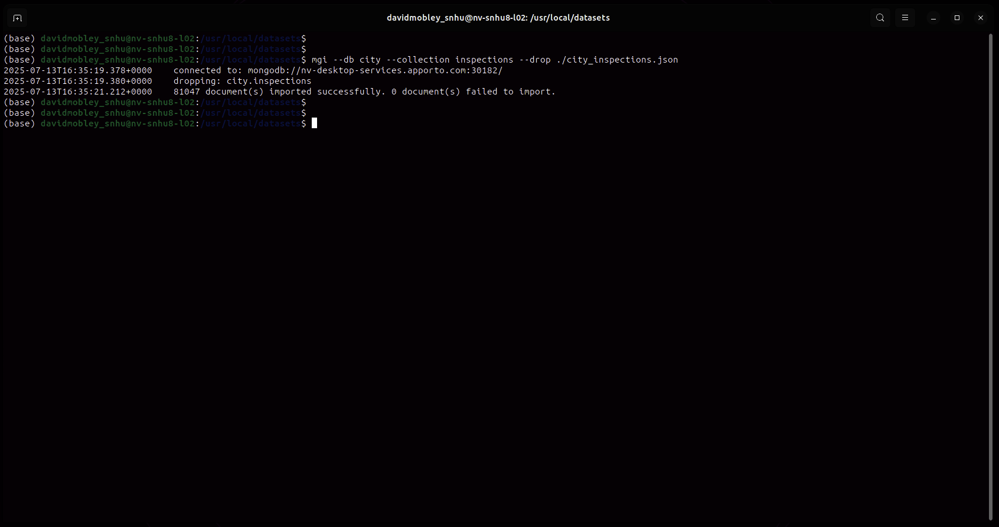 davidmobley_snhu@nv-snhu8-l02: /usr/local/datasets
(base) davidmobley_snhu@nv-snhu8-l02:/usr/local/datasets$
(base) davidmobley_snhu@nv-snhu8-l02:/usr/local/datasets$
(base) davidmobley_snhu@nv-snhu8-l02:/usr/local/datasets$ mgi --db city --collection inspections --drop ./city_inspections.json
2025-07-13T16:35:19.378+0000    connected to: mongodb://nv-desktop-services.apporto.com:30182/
2025-07-13T16:35:19.380+0000    dropping: city.inspections
2025-07-13T16:35:21.212+0000    81047 document(s) imported successfully. 0 document(s) failed to import.
(base) davidmobley_snhu@nv-snhu8-l02:/usr/local/datasets$
(base) davidmobley_snhu@nv-snhu8-l02:/usr/local/datasets$
(base) davidmobley_snhu@nv-snhu8-l02:/usr/local/datasets$